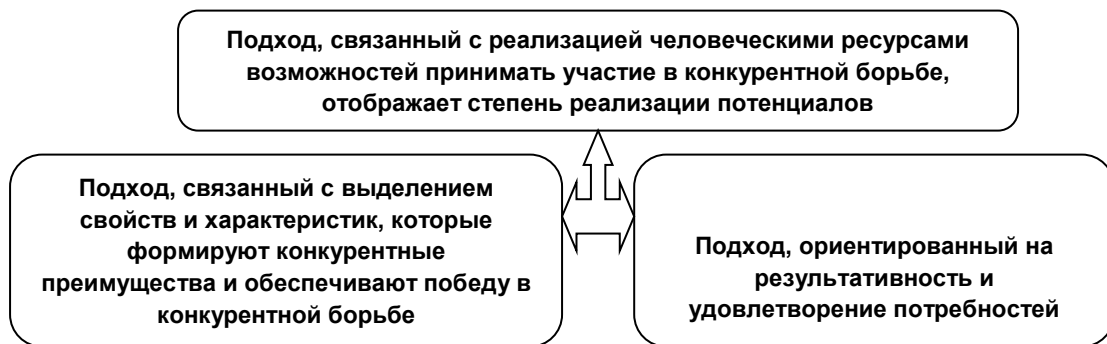 Подход, связанный с реализацией человеческими ресурсами
возможностей принимать участие в конкурентной борьбе,
отображает степень реализации потенциалов
Подход, связанный с выделением
свойств и характеристик, которые
формируют конкурентные
преимущества и обеспечивают победу в
конкурентной борьбе
Подход, ориентированный на
результативность и
удовлетворение потребностей